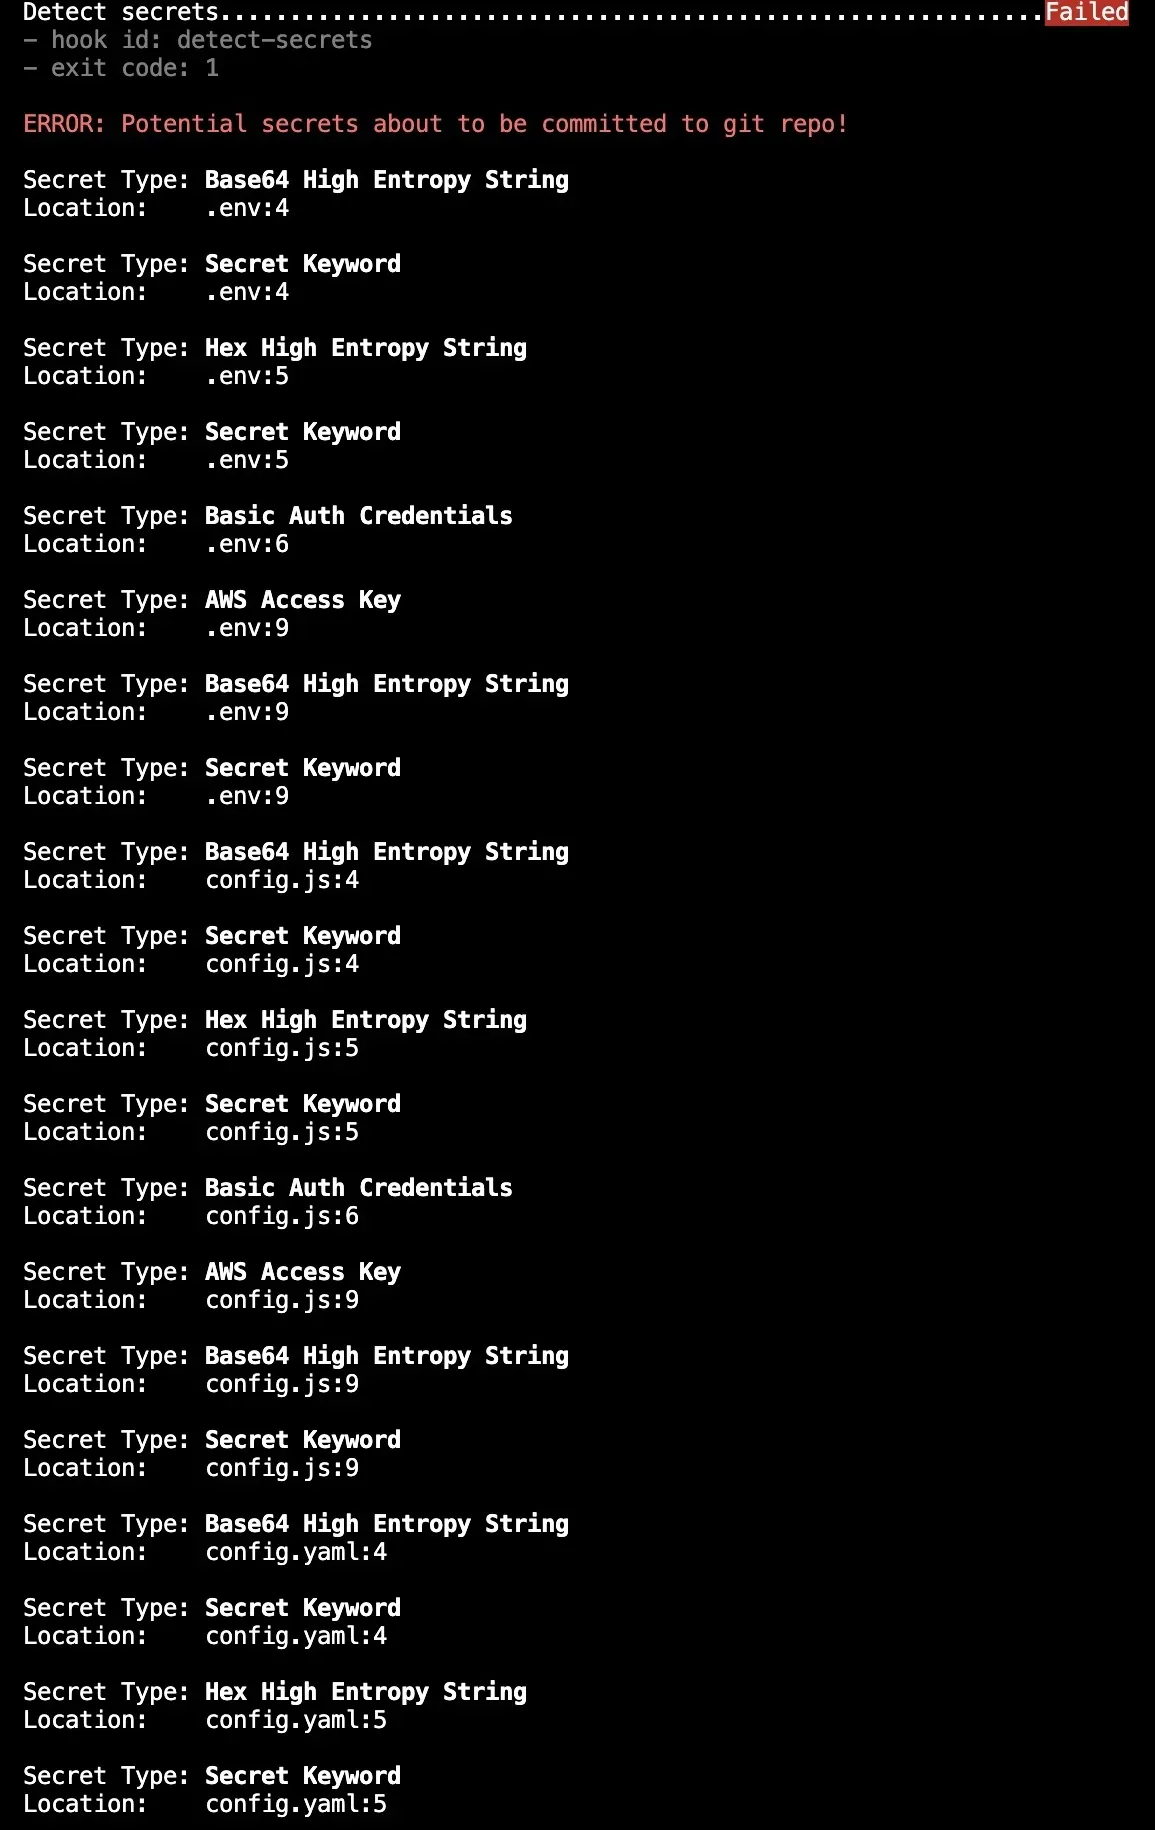 Detect secrets...........................................................Failed
- hook id: detect-secrets
- exit code: 1
ERROR: Potential secrets about to be committed to git repo!
Secret Type: Base64 High Entropy String
Location:    .env:4
Secret Type: Secret Keyword
Location:    .env:4
Secret Type: Hex High Entropy String
Location:    .env:5
Secret Type: Secret Keyword
Location:    .env:5
Secret Type: Basic Auth Credentials
Location:    .env:6
Secret Type: AWS Access Key
Location:    .env:9
Secret Type: Base64 High Entropy String
Location:    .env:9
Secret Type: Secret Keyword
Location:    .env:9
Secret Type: Base64 High Entropy String
Location:    config.js:4
Secret Type: Secret Keyword
Location:    config.js:4
Secret Type: Hex High Entropy String
Location:    config.js:5
Secret Type: Secret Keyword
Location:    config.js:5
Secret Type: Basic Auth Credentials
Location:    config.js:6
Secret Type: AWS Access Key
Location:    config.js:9
Secret Type: Base64 High Entropy String
Location:    config.js:9
Secret Type: Secret Keyword
Location:    config.js:9
Secret Type: Base64 High Entropy String
Location:    config.yaml:4
Secret Type: Secret Keyword
Location:    config.yaml:4
Secret Type: Hex High Entropy String
Location:    config.yaml:5
Secret Type: Secret Keyword
Location:    config.yaml:5